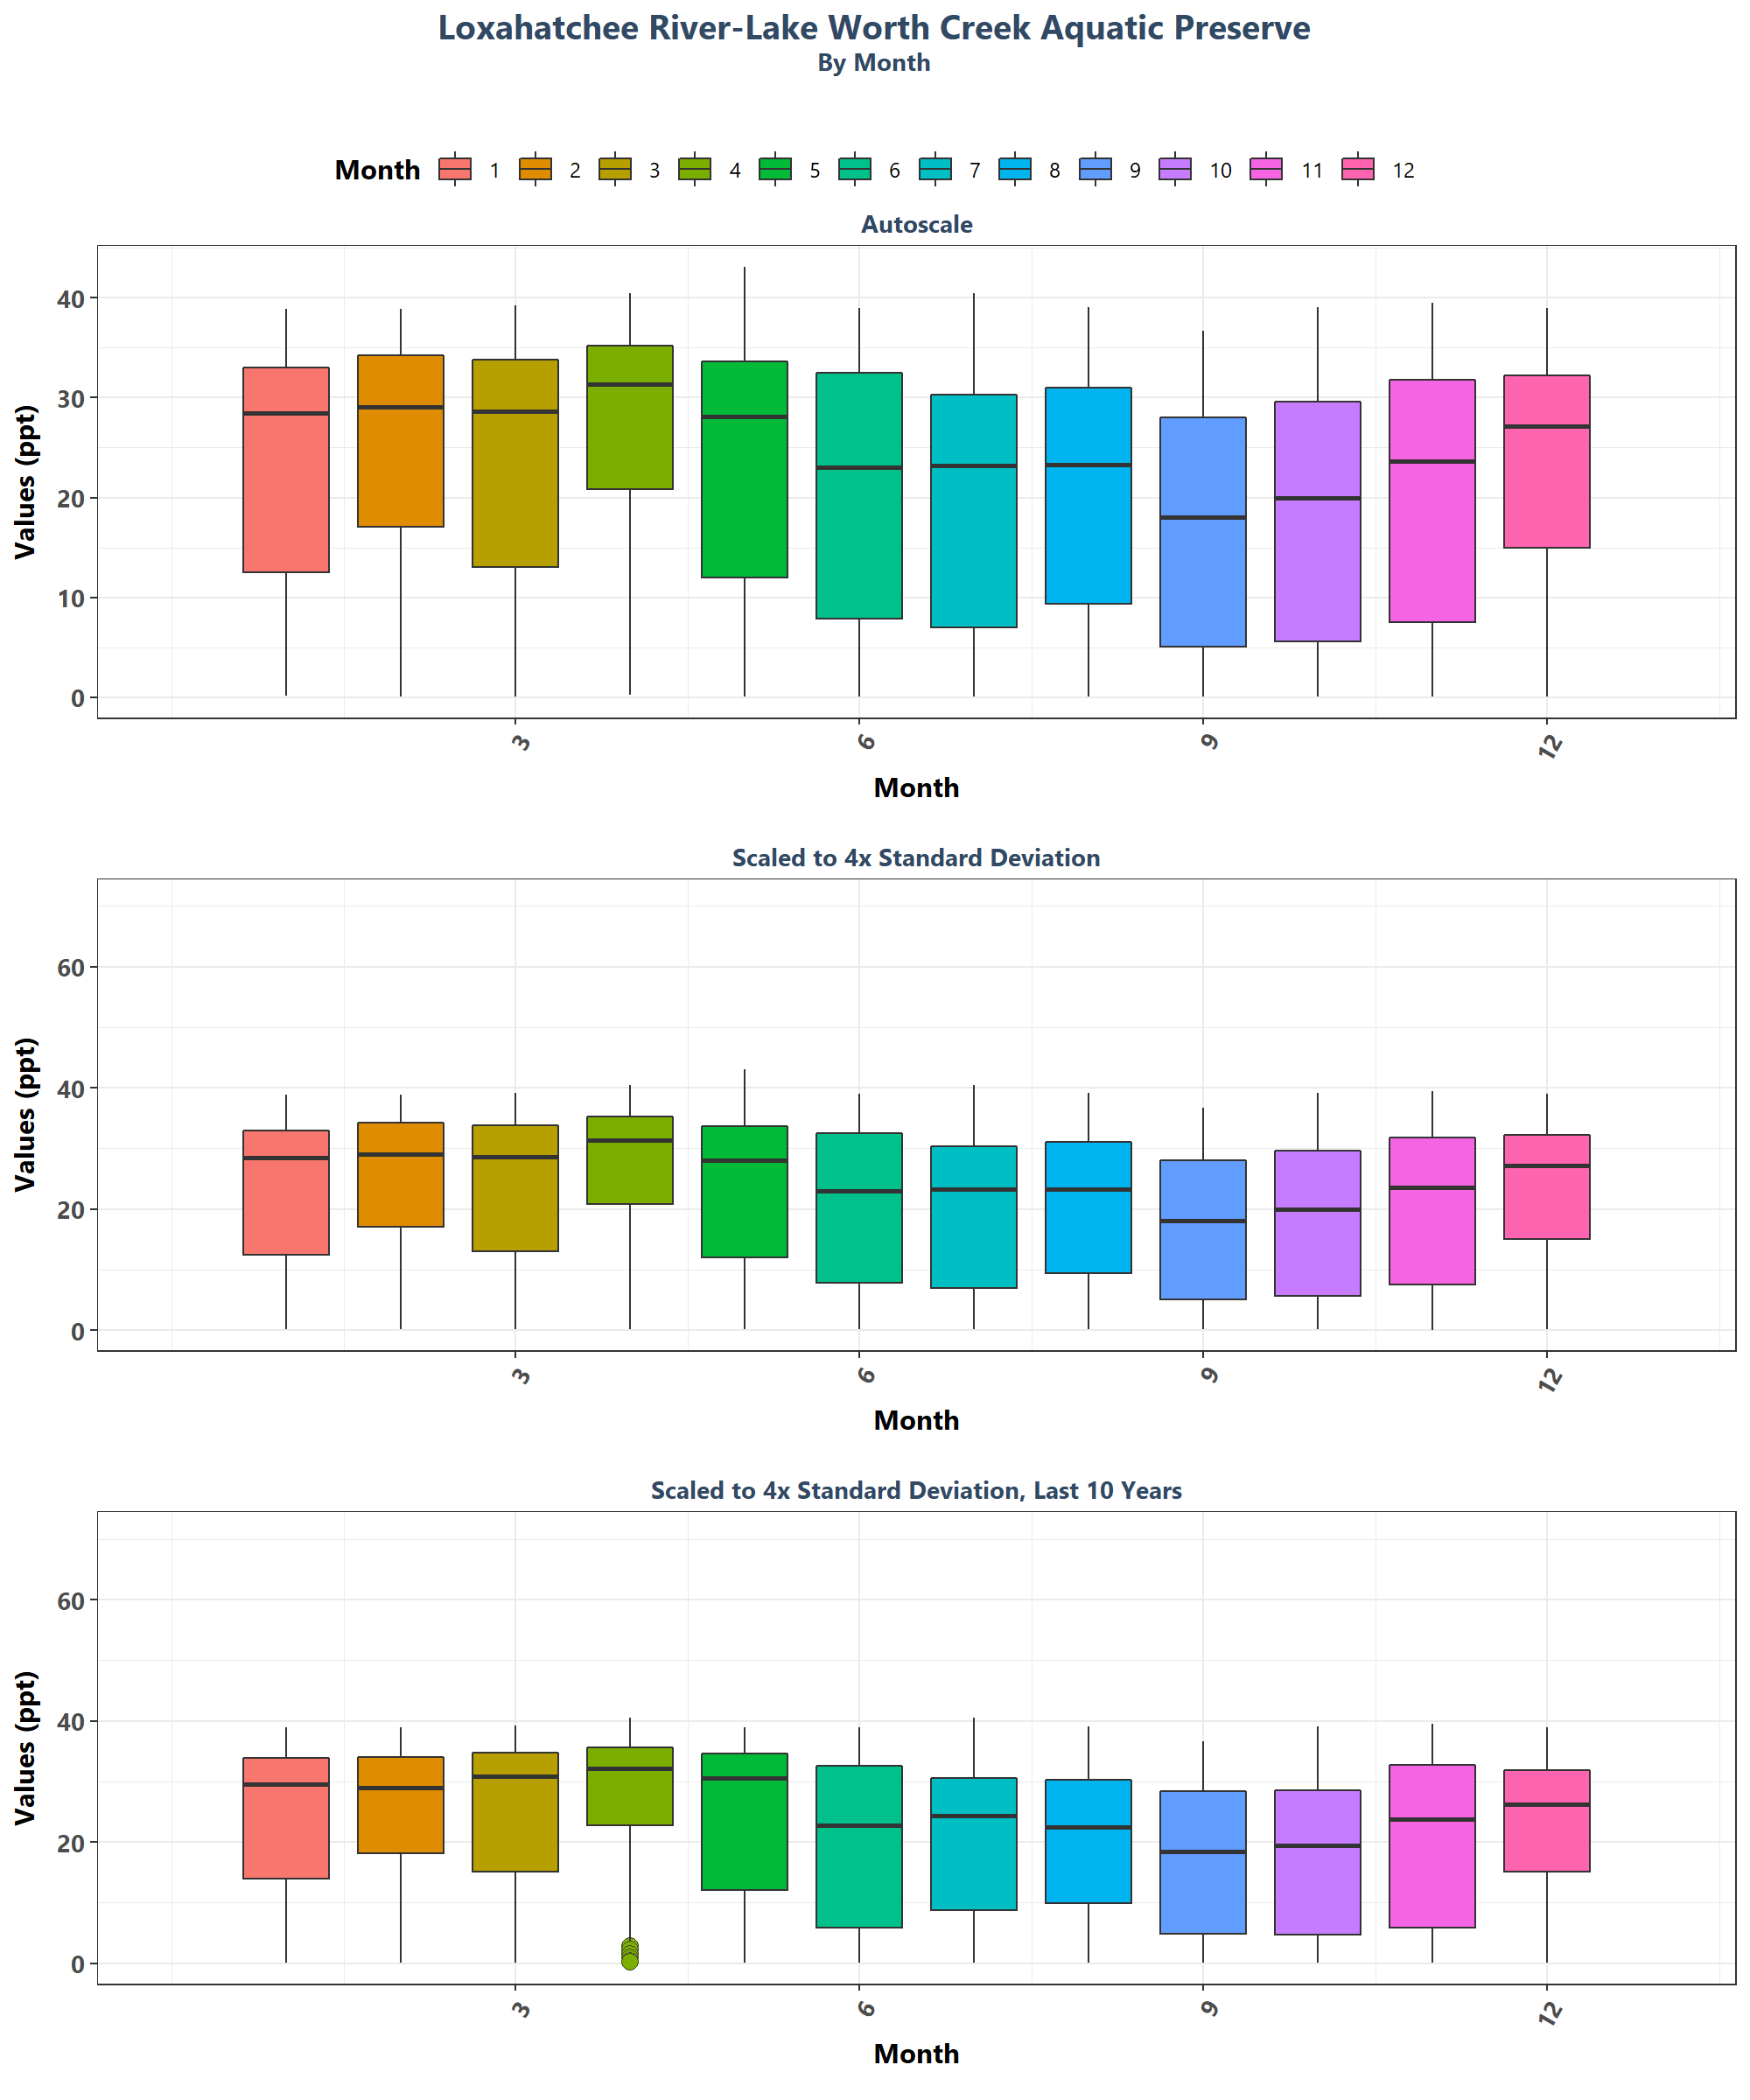 Loxahatchee River-Lake Worth Creek Aquatic Preserve
By Month
Month 1 2 3 4 5 6 7 8 9 10 11 12
Autoscale
Values (ppt)
40
30
20
10
0
3 6 9 12
Month
Scaled to 4x Standard Deviation
Values (ppt)
60
40
20
0
3 6 9 12
Month
Scaled to 4x Standard Deviation, Last 10 Years
Values (ppt)
60
40
20
0
3 6 9 12
Month